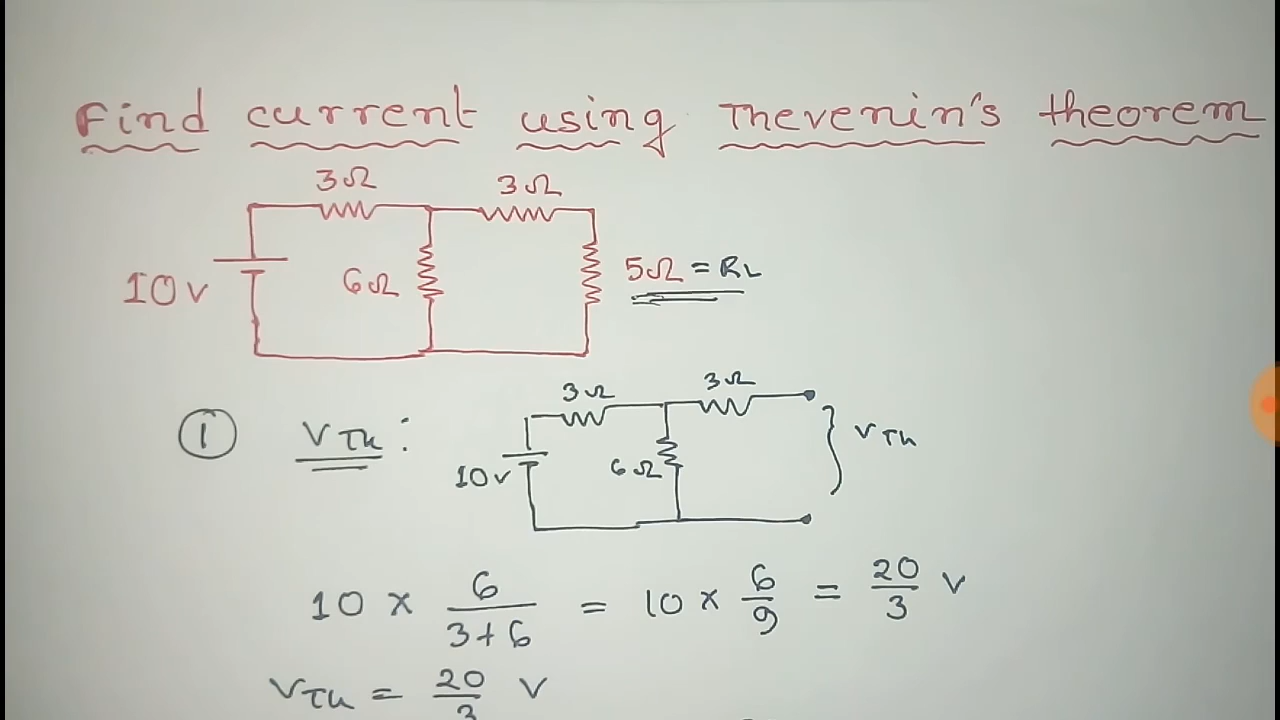 Find current using Thevenin's theorem
3Ω 3Ω
10v 6Ω 5Ω = RL
① VTh :
3Ω 3Ω
10v 6Ω VTh
10 × 6/(3+6) = 10 × 6/9 = 20/3 v
VTh = 20/3 v